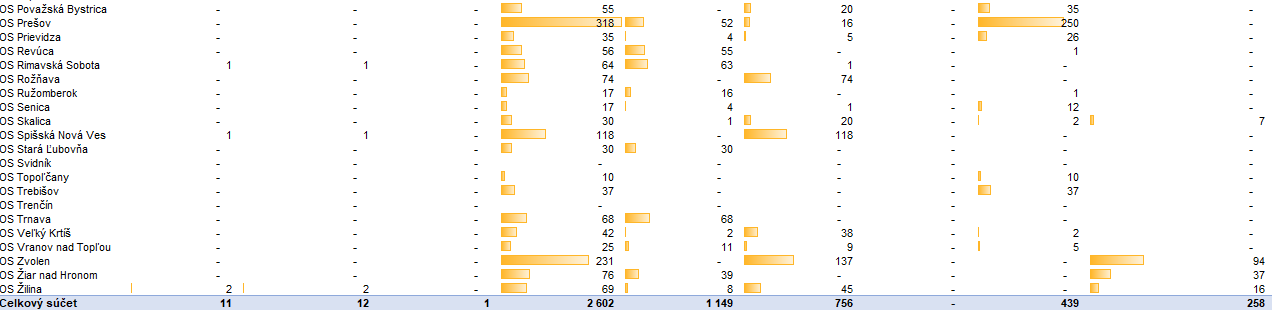 OS Považská Bystrica - - - 55 - 20 - 35 -
OS Prešov - - - 318 52 16 - 250 -
OS Prievidza - - - 35 4 5 - 26 -
OS Revúca - - - 56 55 - - 1 -
OS Rimavská Sobota 1 1 - 64 63 1 - - -
OS Rožňava - - - 74 - 74 - - -
OS Ružomberok - - - 17 16 - - 1 -
OS Senica - - - 17 4 1 - 12 -
OS Skalica - - - 30 1 20 - 2 7
OS Spišská Nová Ves 1 1 - 118 - 118 - - -
OS Stará Ľubovňa - - - 30 30 - - - -
OS Svidník - - - - - - - - -
OS Topoľčany - - - 10 - - - 10 -
OS Trebišov - - - 37 - - - 37 -
OS Trenčín - - - - - - - - -
OS Trnava - - - 68 68 - - - -
OS Veľký Krtíš - - - 42 2 38 - 2 -
OS Vranov nad Topľou - - - 25 11 9 - 5 -
OS Zvolen - - - 231 - 137 - - 94
OS Žiar nad Hronom - - - 76 39 - - - 37
OS Žilina 2 2 - 69 8 45 - - 16
Celkový súčet 11 12 1 2 602 1 149 756 - 439 258